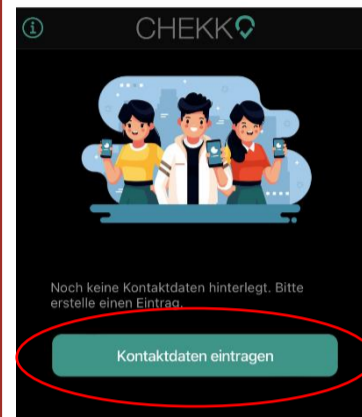 CHEKK
Noch keine Kontaktdaten hinterlegt. Bitte
erstelle einen Eintrag.
Kontaktdaten eintragen